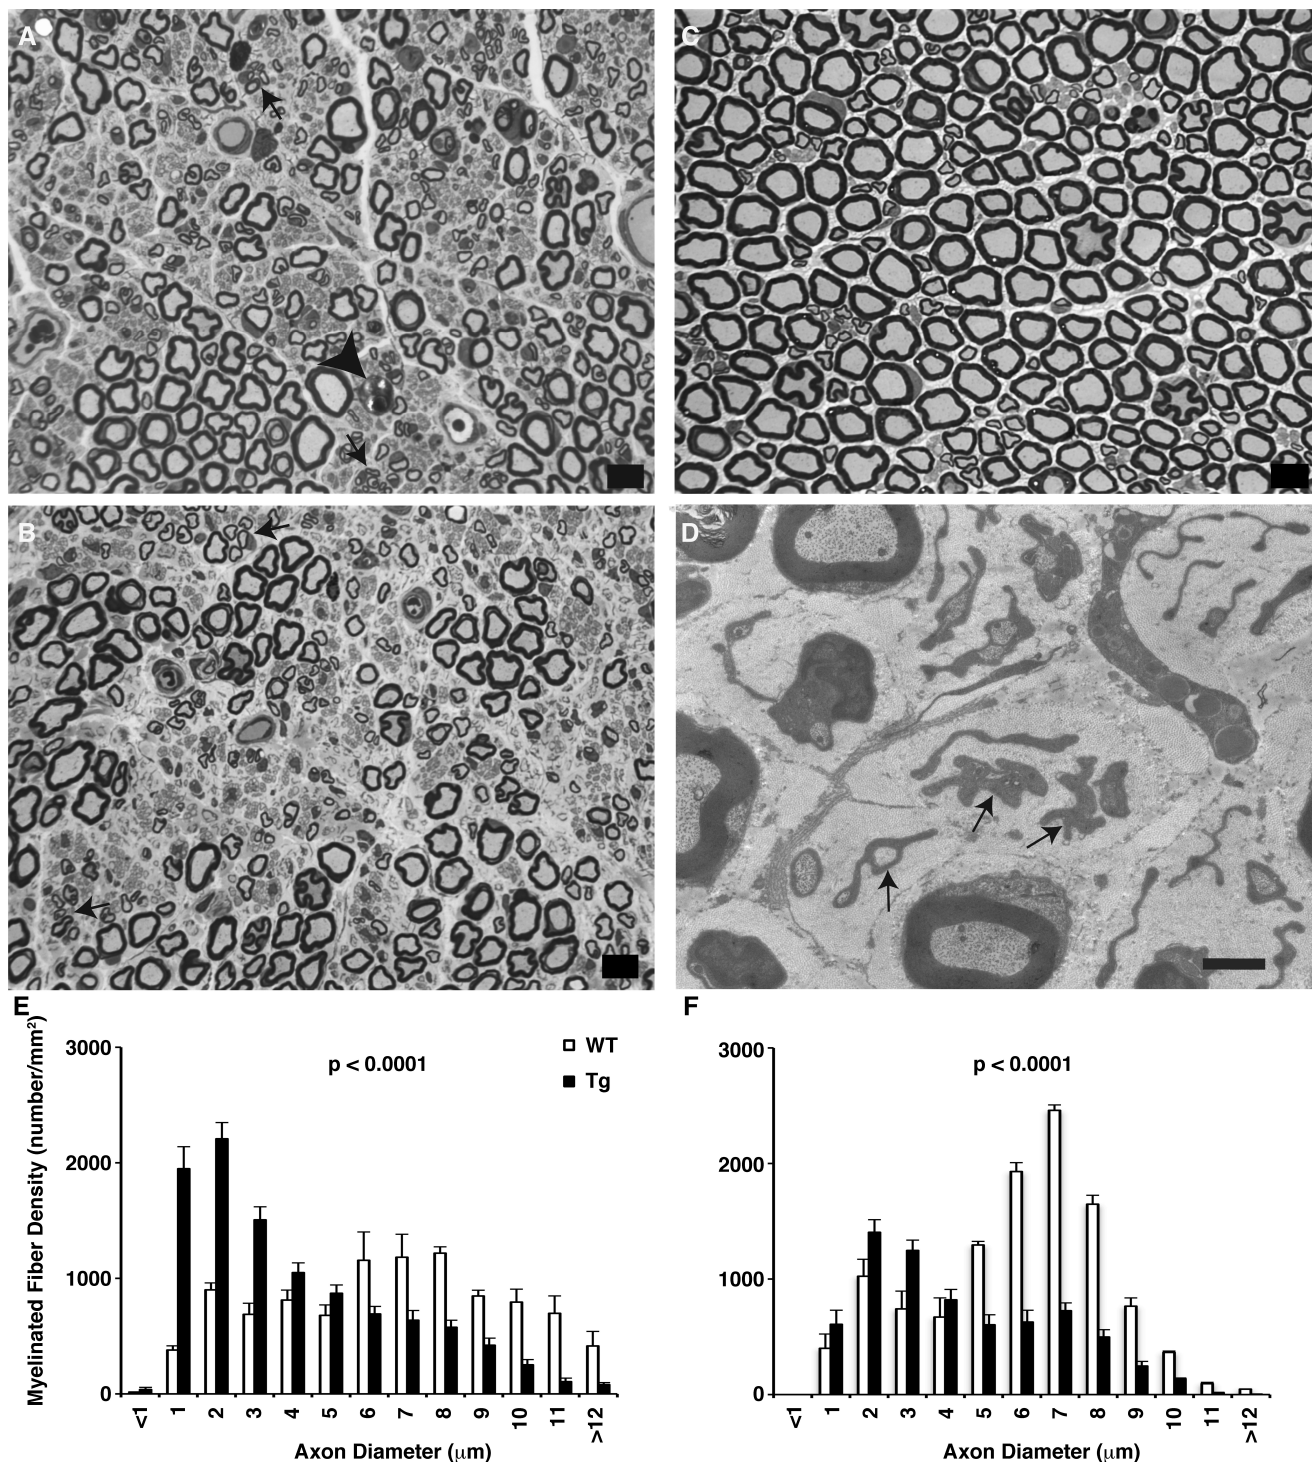 A
C
B
D
E
F
Myelinated Fiber Density (number/mm²)
3000
2000
1000
0
p < 0.0001
WT
Tg
<1 1 2 3 4 5 6 7 8 9 10 11 >12
Axon Diameter (μm)
3000
2000
1000
0
p < 0.0001
<1 1 2 3 4 5 6 7 8 9 10 11 >12
Axon Diameter (μm)